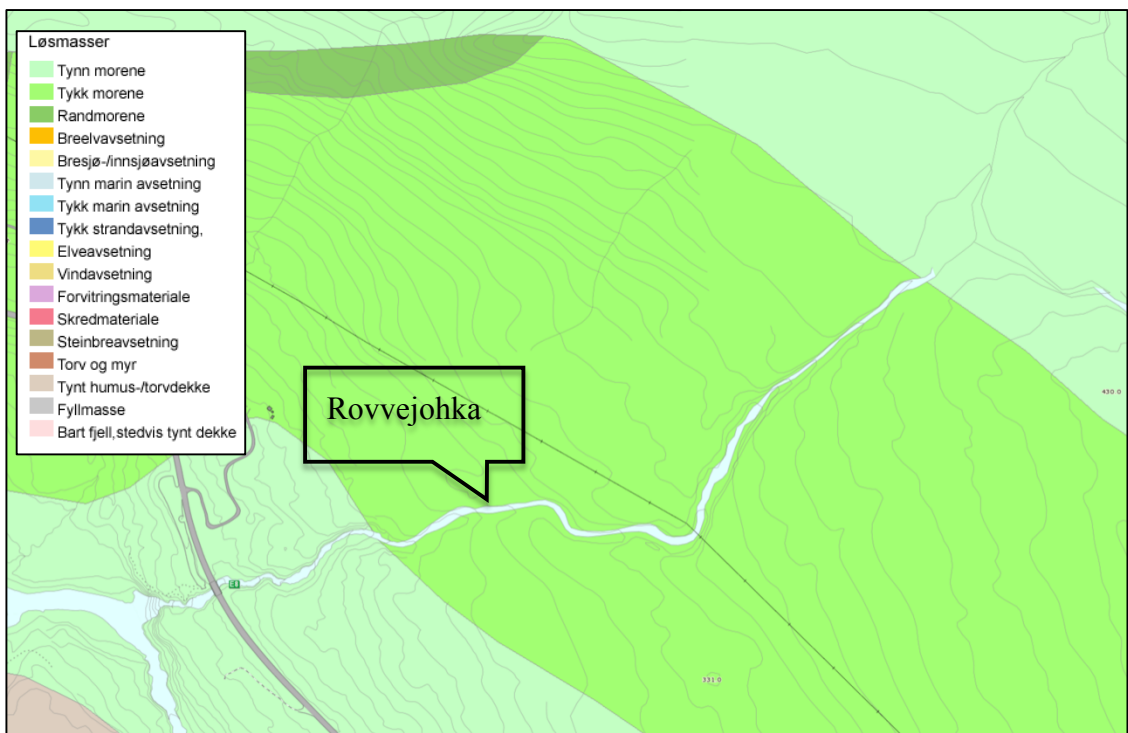 Løsmasser
Tynn morene
Tykk morene
Randmorene
Breelvavsetning
Bresjø-/innsjøavsetning
Tynn marin avsetning
Tykk marin avsetning
Tykk strandavsetning,
Elveavsetning
Vindavsetning
Forvitringsmateriale
Skredmateriale
Steinbreavsetning
Torv og myr
Tynt humus-/torvdekke
Fyllmasse
Bart fjell,stedvis tynt dekke
Rovvejohka
430 0
E8
331 0